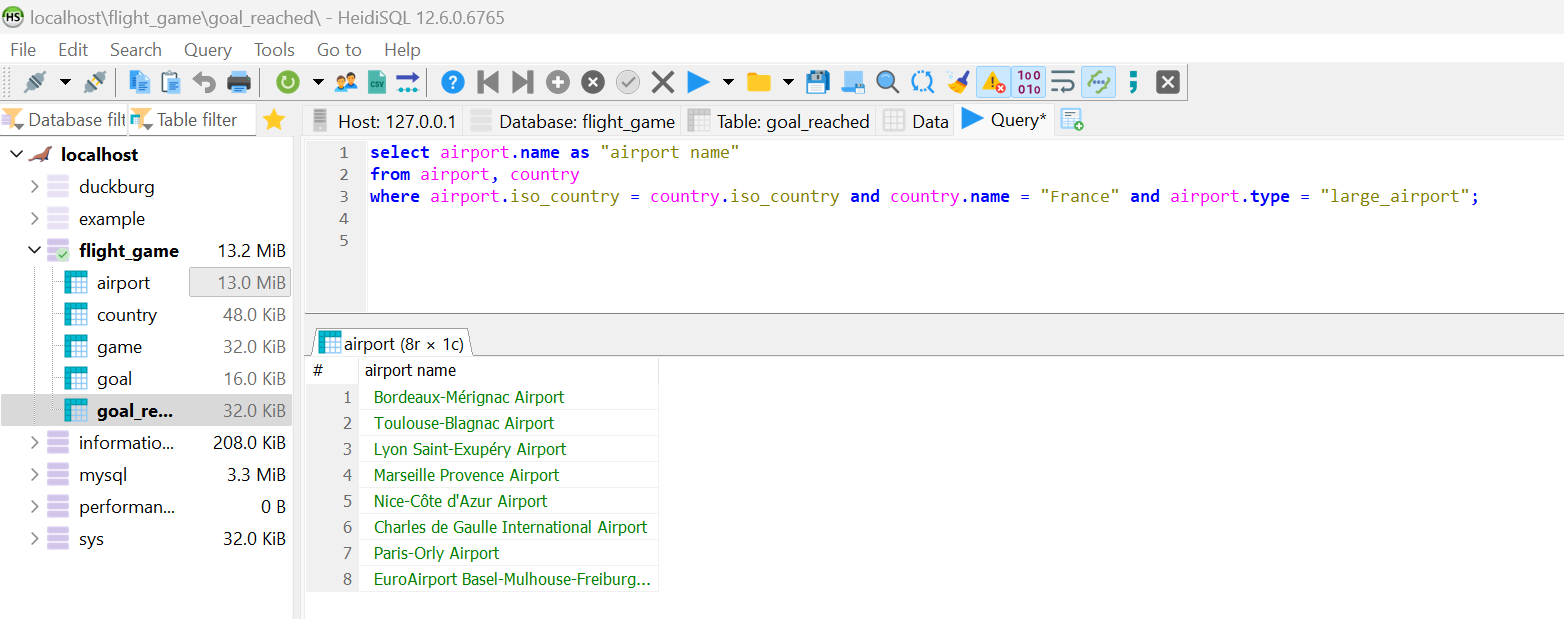 HS localhost\flight_game\goal_reached\ - HeidiSQL 12.6.0.6765
File Edit Search Query Tools Go to Help
Database filt Table filter
localhost
duckburg
example
flight_game 13.2 MiB
airport 13.0 MiB
country 48.0 KiB
game 32.0 KiB
goal 16.0 KiB
goal_re... 32.0 KiB
informatio... 208.0 KiB
mysql 3.3 MiB
performan... 0 B
sys 32.0 KiB
Host: 127.0.0.1 Database: flight_game Table: goal_reached Data Query*
1 select airport.name as "airport name"
2 from airport, country
3 where airport.iso_country = country.iso_country and country.name = "France" and airport.type = "large_airport";
4
5
airport (8r × 1c)
# airport name
1 Bordeaux-Mérignac Airport
2 Toulouse-Blagnac Airport
3 Lyon Saint-Exupéry Airport
4 Marseille Provence Airport
5 Nice-Côte d'Azur Airport
6 Charles de Gaulle International Airport
7 Paris-Orly Airport
8 EuroAirport Basel-Mulhouse-Freiburg...